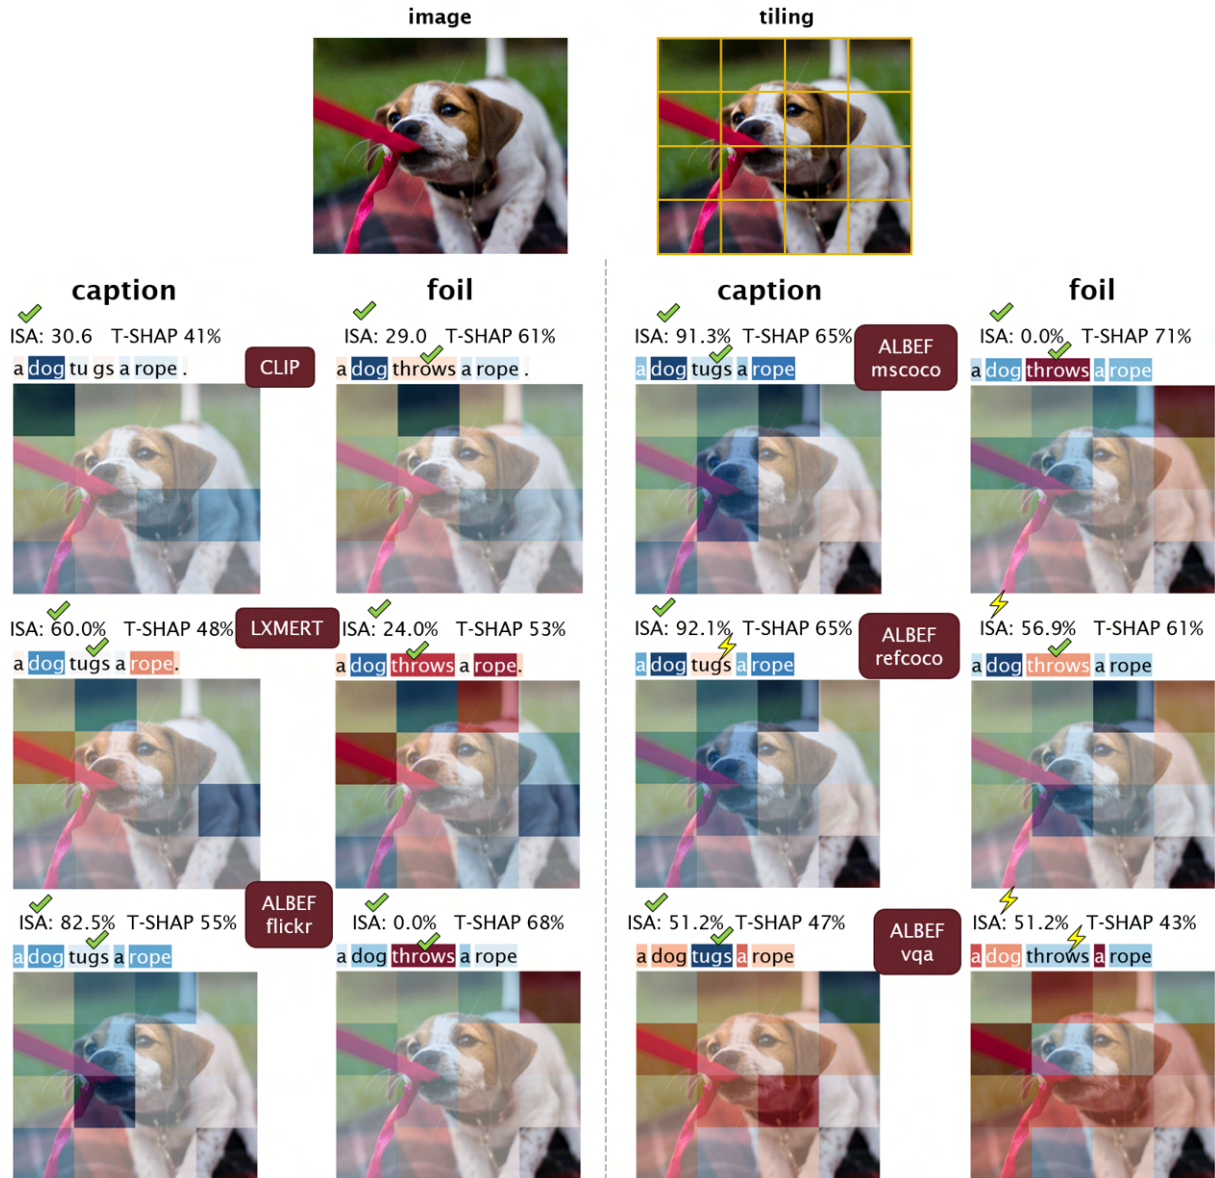 image
tiling
caption
foil
ISA: 30.6 T-SHAP 41%
a dog tu gs a rope .
CLIP
ISA: 29.0 T-SHAP 61%
a dog throws a rope .
ISA: 60.0% T-SHAP 48%
a dog tugs a rope.
LXMERT
ISA: 24.0% T-SHAP 53%
a dog throws a rope.
ISA: 82.5% T-SHAP 55%
a dog tugs a rope
ALBEF
flickr
ISA: 0.0% T-SHAP 68%
a dog throws a rope
caption
foil
ISA: 91.3% T-SHAP 65%
a dog tugs a rope
ALBEF
mscoco
ISA: 0.0% T-SHAP 71%
a dog throws a rope
ISA: 92.1% T-SHAP 65%
a dog tugs a rope
ALBEF
refcoco
ISA: 56.9% T-SHAP 61%
a dog throws a rope
ISA: 51.2% T-SHAP 47%
a dog tugs a rope
ALBEF
vqa
ISA: 51.2% T-SHAP 43%
a dog throws a rope